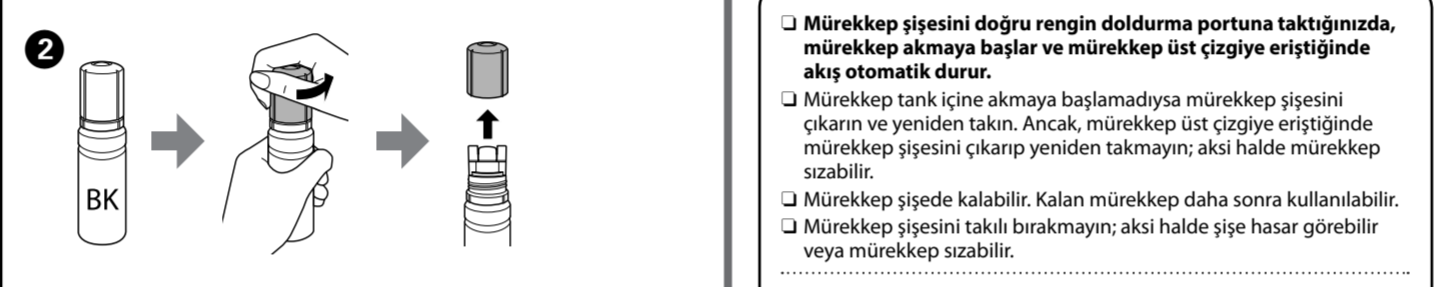 2
BK
❏ Mürekkep şişesini doğru rengin doldurma portuna taktığınızda,
mürekkep akmaya başlar ve mürekkep üst çizgiye eriştiğinde
akış otomatik durur.
❏ Mürekkep tank içine akmaya başlamadıysa mürekkep şişesini
çıkarın ve yeniden takın. Ancak, mürekkep üst çizgiye eriştiğinde
mürekkep şişesini çıkarıp yeniden takmayın; aksi halde mürekkep
sızabilir.
❏ Mürekkep şişede kalabilir. Kalan mürekkep daha sonra kullanılabilir.
❏ Mürekkep şişesini takılı bırakmayın; aksi halde şişe hasar görebilir
veya mürekkep sızabilir.